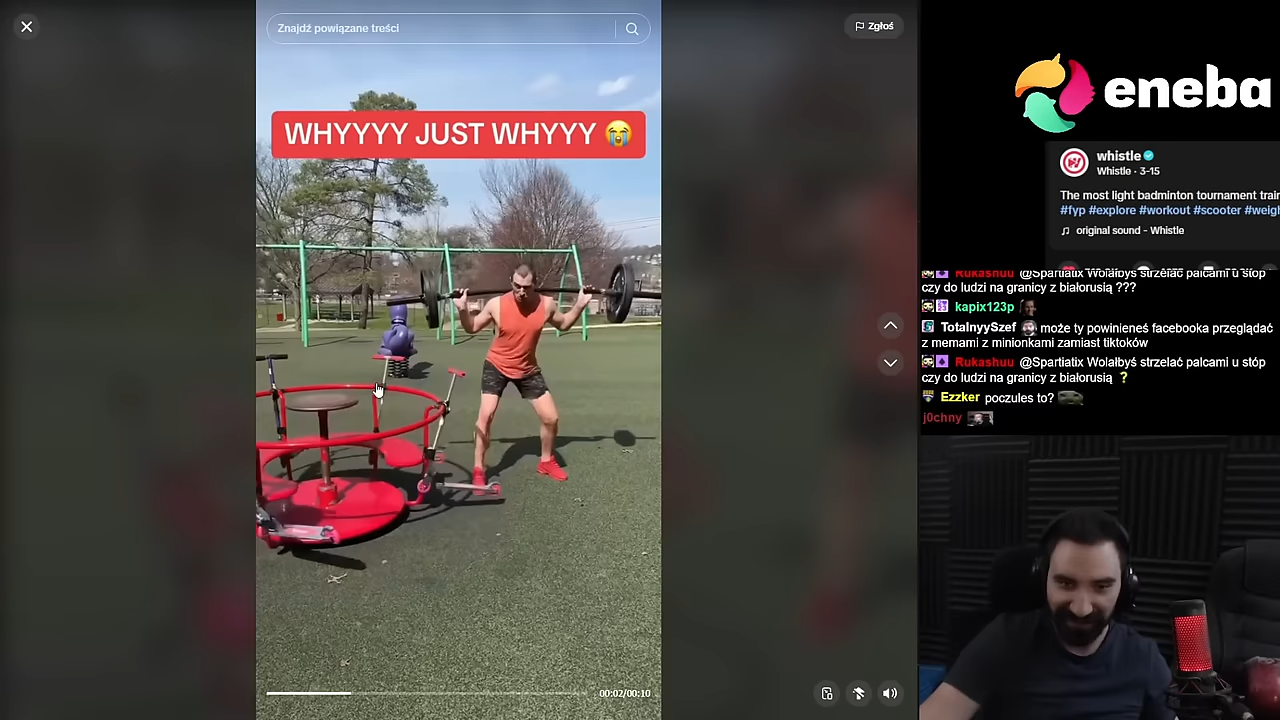 Znajdź powiązane treści
Zgłoś
WHYYYY JUST WHYYY 😭
00:02/00:10
eneba
whistle
Whistle · 3-15
The most light badminton tournament
#fyp #explore #workout #scooter
original sound - Whistle
Rukashuu @Spartiatix Wolałbyś strzelać palcami u stóp
czy do ludzi na granicy z białorusią ???
kapix123p
TotalnyySzef może ty powinieneś facebooka przeglądać
z memami z minionkami zamiast tiktoków
Rukashuu @Spartiatix Wolałbyś strzelać palcami u stóp
czy do ludzi na granicy z białorusią ❓
Ezzker poczules to?
j0chny